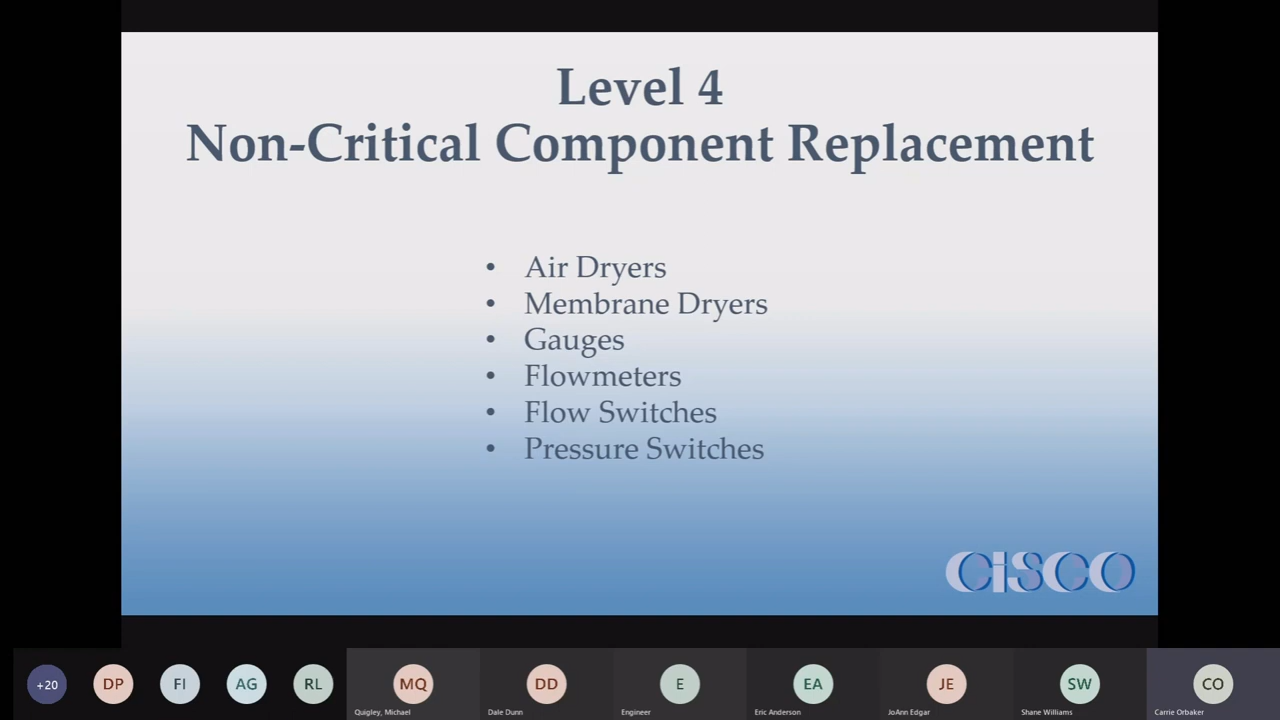 Level 4
Non-Critical Component Replacement
• Air Dryers
• Membrane Dryers
• Gauges
• Flowmeters
• Flow Switches
• Pressure Switches
CISCO
+20
DP
FI
AG
RL
MQ
DD
E
EA
JE
SW
CO
Quigley, Michael
Dale Dunn
Engineer
Eric Anderson
JoAnn Edgar
Shane Williams
Carrie Orbaker